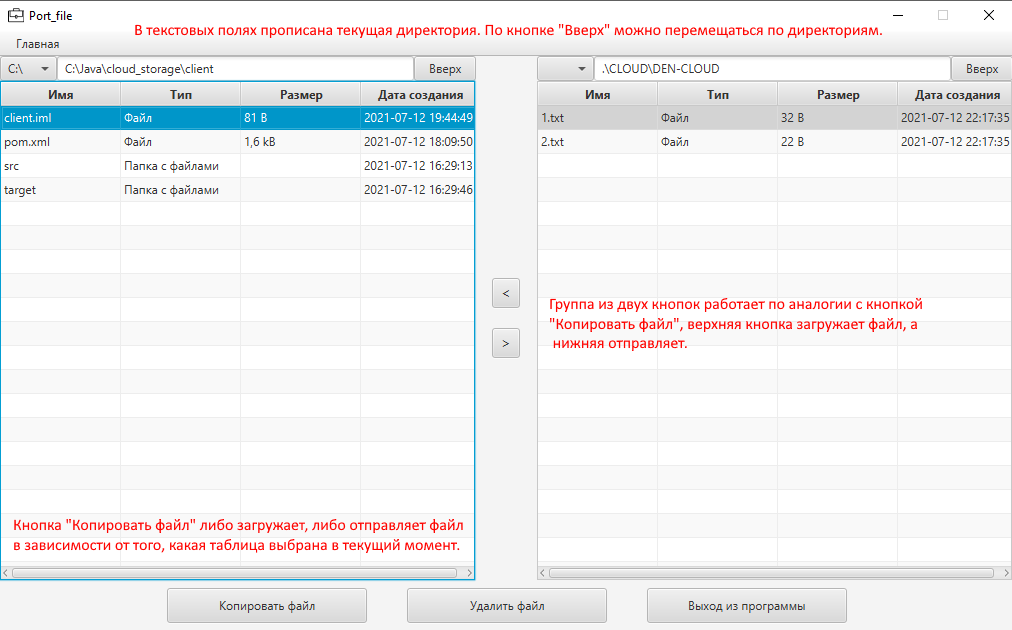 Port_file
В текстовых полях прописана текущая директория. По кнопке "Вверх" можно перемещаться по директориям.
Главная
C:\ C:\Java\cloud_storage\client Вверх .\CLOUD\DEN-CLOUD Вверх
Имя Тип Размер Дата создания Имя Тип Размер Дата создания
client.iml Файл 81 B 2021-07-12 19:44:49 1.txt Файл 32 B 2021-07-12 22:17:35
pom.xml Файл 1,6 kB 2021-07-12 18:09:50 2.txt Файл 22 B 2021-07-12 22:17:35
src Папка с файлами 2021-07-12 16:29:13
target Папка с файлами 2021-07-12 16:29:46
<
>
Группа из двух кнопок работает по аналогии с кнопкой
"Копировать файл", верхняя кнопка загружает файл, а
нижняя отправляет.
Кнопка "Копировать файл" либо загружает, либо отправляет файл
в зависимости от того, какая таблица выбрана в текущий момент.
Копировать файл Удалить файл Выход из программы